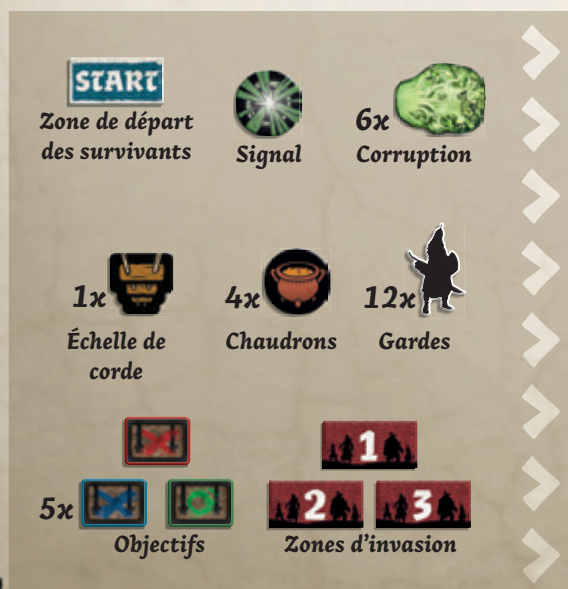 START
Zone de départ
des survivants
Signal
6x
Corruption
1x
Échelle de
corde
4x
Chaudrons
12x
Gardes
5x
Objectifs
1
2
3
Zones d'invasion